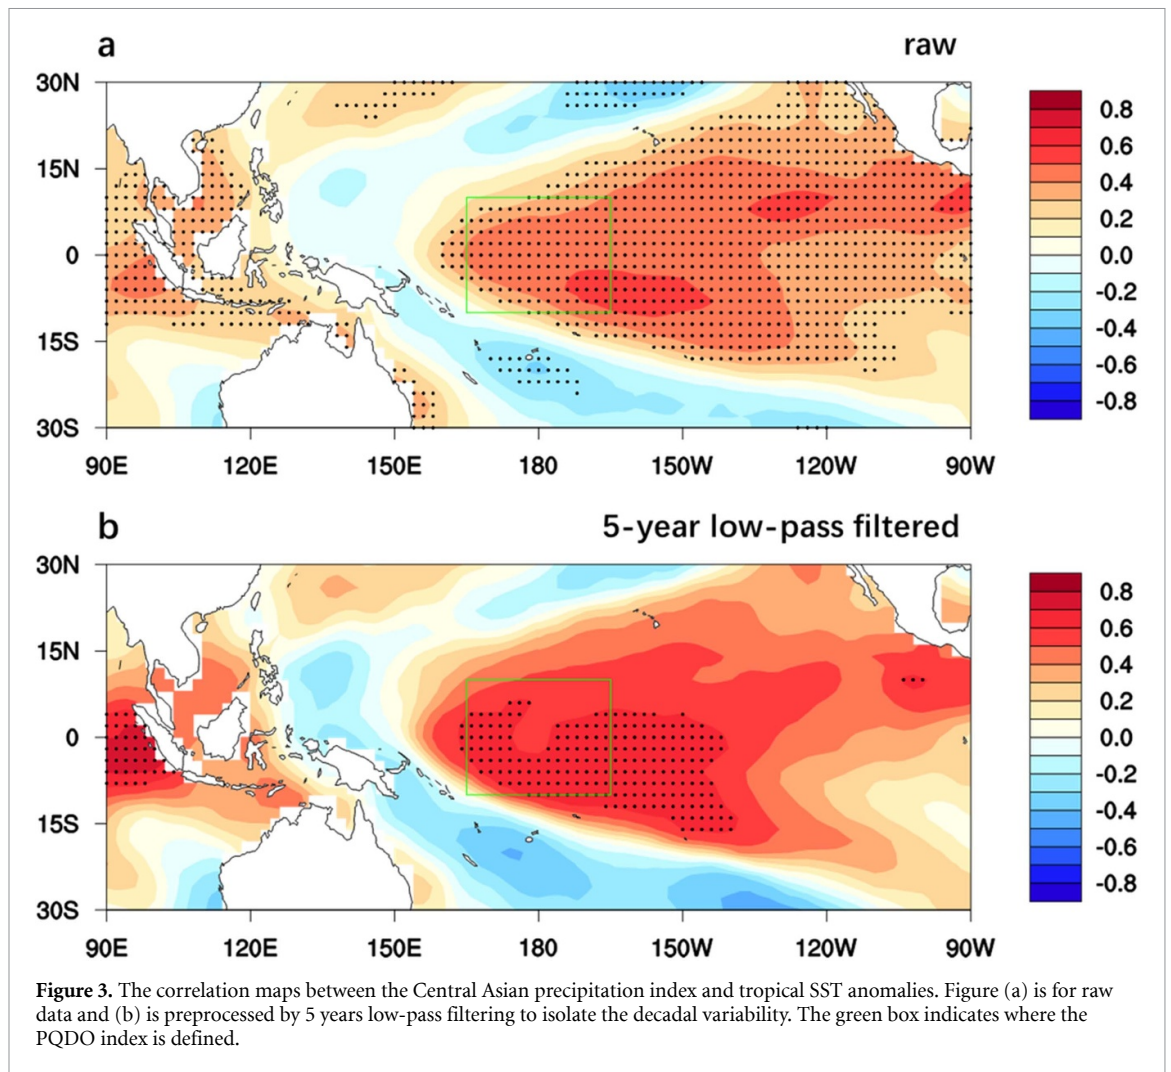 a
raw
30N
15N
0
15S
30S
90E
120E
150E
180
150W
120W
90W
0.8
0.6
0.4
0.2
0.0
-0.2
-0.4
-0.6
-0.8
b
5-year low-pass filtered
30N
15N
0
15S
30S
90E
120E
150E
180
150W
120W
90W
0.8
0.6
0.4
0.2
0.0
-0.2
-0.4
-0.6
-0.8
Figure 3. The correlation maps between the Central Asian precipitation index and tropical SST anomalies. Figure (a) is for raw
data and (b) is preprocessed by 5 years low-pass filtering to isolate the decadal variability. The green box indicates where the
PQDO index is defined.